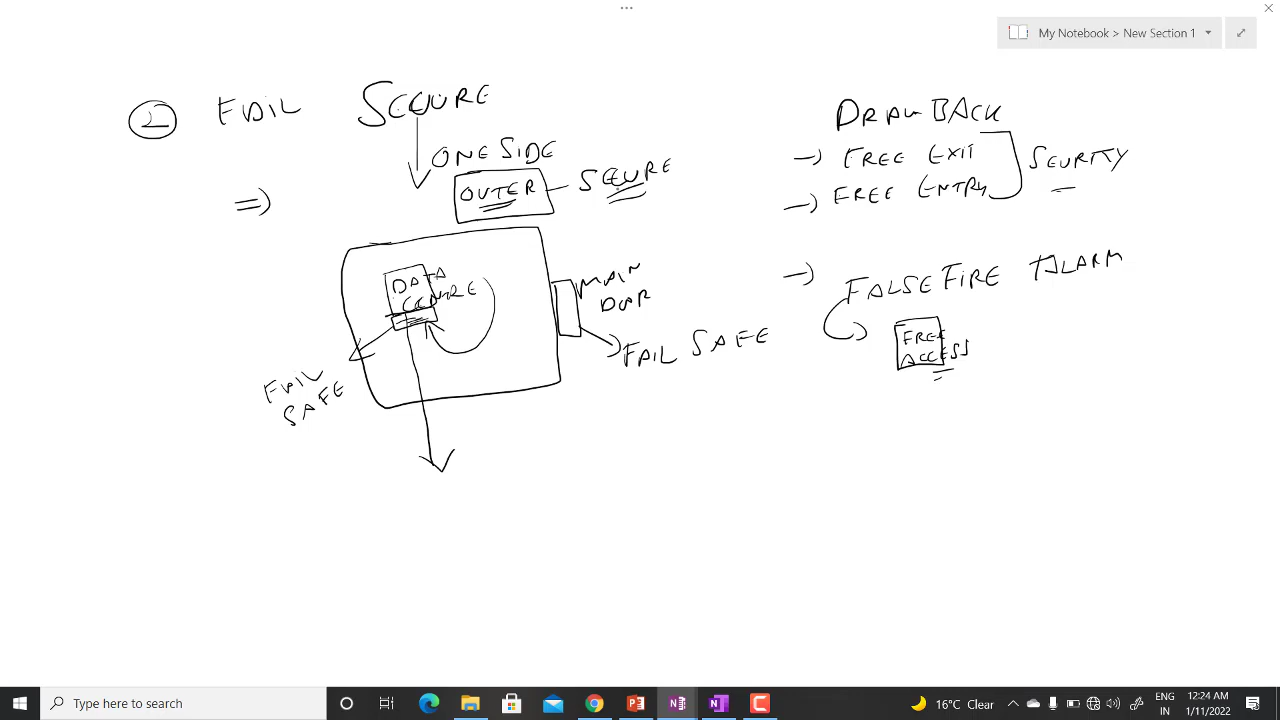 My Notebook > New Section 1
2 FAIL SECURE
ONE SIDE
OUTER — SECURE
DATA
CENTRE
MAIN
DOOR
FAIL SAFE
FAIL
SAFE
DRAWBACK
→ FREE EXIT
→ FREE ENTRY
SECURITY
→ FALSE FIRE ALARM
FREE
ACCESS
Type here to search
16°C Clear
ENG
IN
12:24 AM
1/11/2022